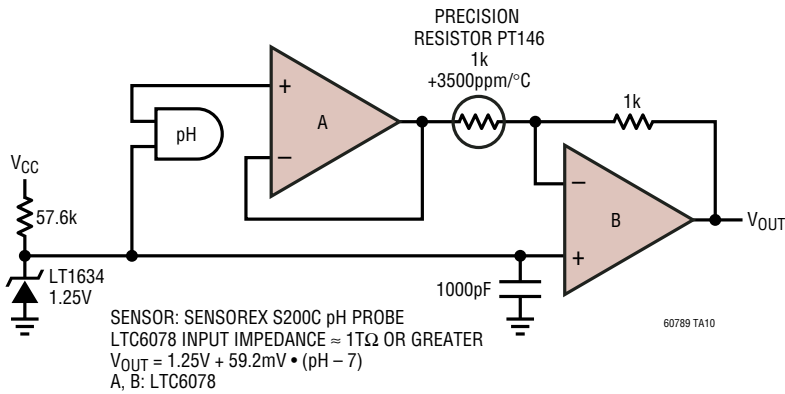 PRECISION
RESISTOR PT146
1k
+3500ppm/°C
+
A
–
pH
1k
VCC
57.6k
–
B
+
VOUT
LT1634
1.25V
1000pF
SENSOR: SENSOREX S200C pH PROBE
LTC6078 INPUT IMPEDANCE ≈ 1TΩ OR GREATER
VOUT = 1.25V + 59.2mV • (pH – 7)
A, B: LTC6078
60789 TA10